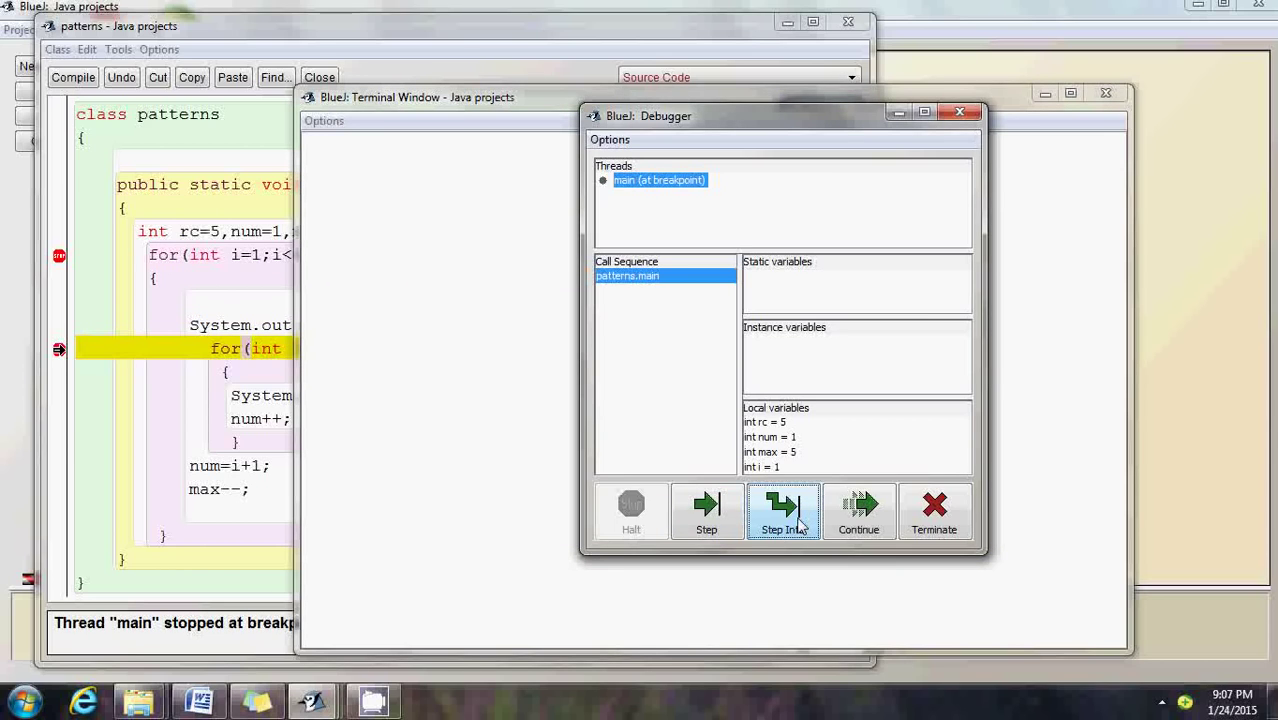 BlueJ: Java projects
patterns - Java projects
Class Edit Tools Options
Compile Undo Cut Copy Paste Find... Close Source Code
BlueJ: Terminal Window - Java projects
Options
class patterns
{
public static voi
{
int rc=5,num=1,
for(int i=1;i<
{
System.out
for(int
{
System.
num++;
}
num=i+1;
max--;
}
}
}
Thread "main" stopped at breakp
BlueJ: Debugger
Options
Threads
main (at breakpoint)
Call Sequence
patterns.main
Static variables
Instance variables
Local variables
int rc = 5
int num = 1
int max = 5
int i = 1
Stop
Halt Step Step Into Continue Terminate
9:07 PM
1/24/2015